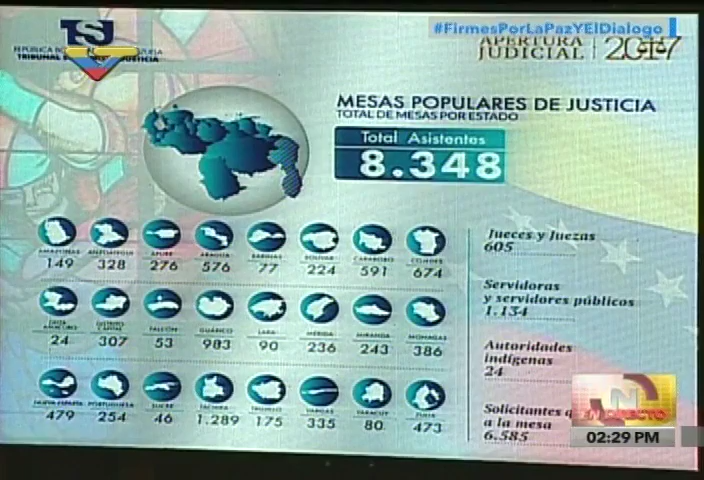 #FirmesPorLaPazYElDialogo
TSJ
REPÚBLICA BO
TRIBUNAL JUSTICIA
APERTURA
JUDICIAL 2017
MESAS POPULARES DE JUSTICIA
TOTAL DE MESAS POR ESTADO
Total Asistentes
8.348
AMAZONAS ANZOÁTEGUI APURE ARAGUA BARINAS BOLÍVAR CARABOBO COJEDES
149 328 276 576 77 224 591 674
DELTA AMACURO DISTRITO CAPITAL FALCÓN GUÁRICO LARA MÉRIDA MIRANDA MONAGAS
24 307 53 983 90 236 243 386
NUEVA ESPARTA PORTUGUESA SUCRE TÁCHIRA TRUJILLO VARGAS YARACUY ZULIA
479 254 46 1.289 175 335 80 473
Jueces y Juezas
605
Servidoras
y servidores públicos
1.134
Autoridades
indígenas
24
Solicitantes
a la mesa
6.585
EN DIRECTO
02:29 PM